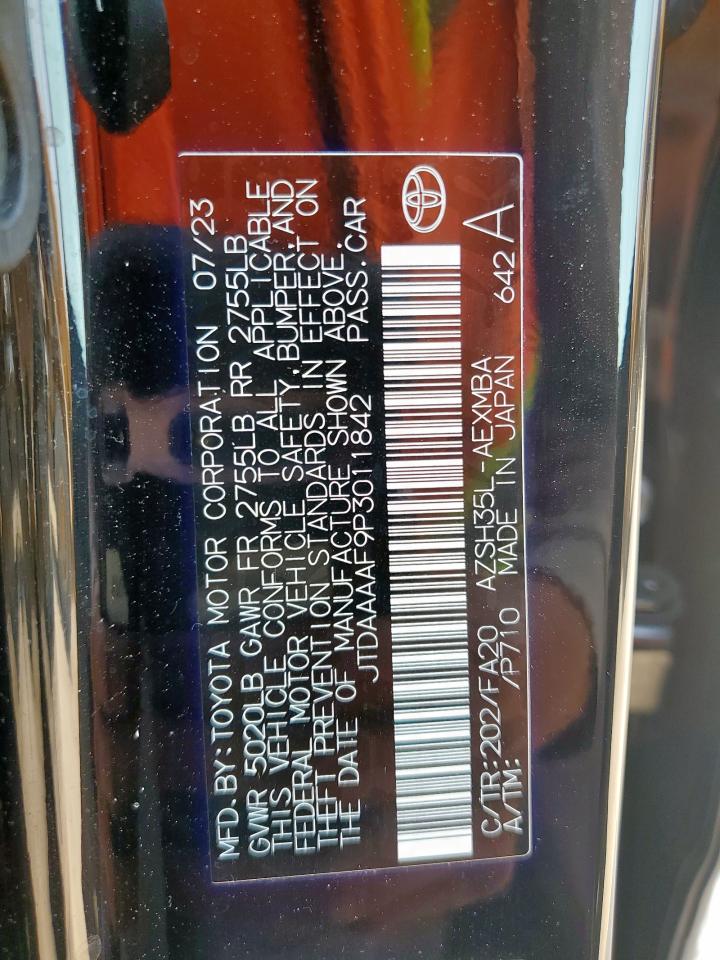 MFD.BY:TOYOTA MOTOR CORPORATION 07/23
GVWR 5020LB GAWR FR 2755LB RR 2755LB
THIS VEHICLE CONFORMS TO ALL APPLICABLE
FEDERAL MOTOR VEHICLE SAFETY,BUMPER,AND
THEFT PREVENTION STANDARDS IN EFFECT ON
THE DATE OF MANUFACTURE SHOWN ABOVE.
JTDAAAAF9P3011842 PASS.CAR
C/TR:202/FA20 AZSH35L-AEXMBA 642 A
A/TM: /P710 MADE IN JAPAN